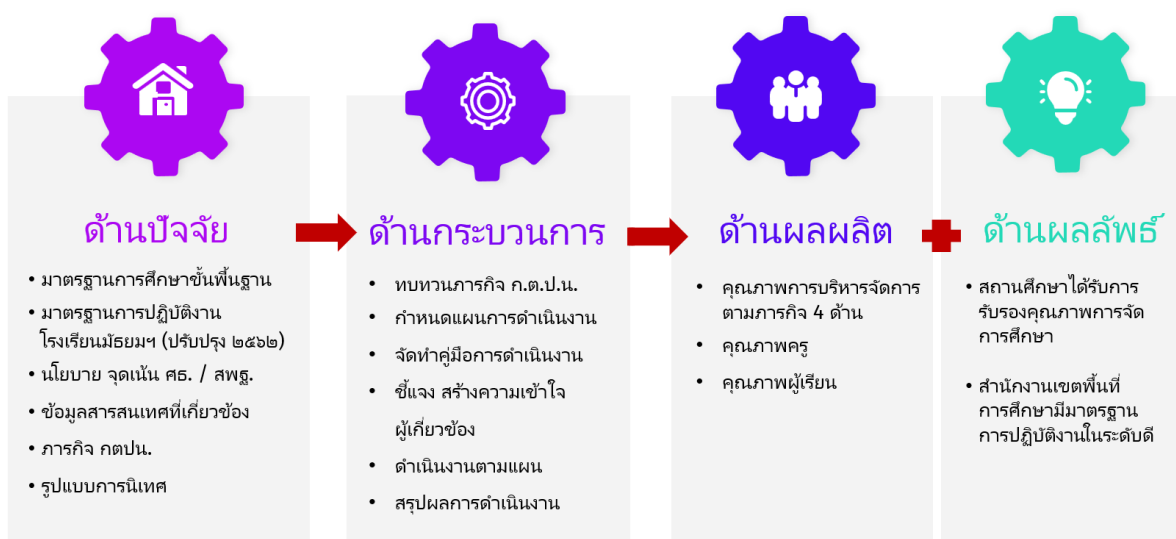 ด้านปัจจัย
• มาตรฐานการศึกษาขั้นพื้นฐาน
• มาตรฐานการปฏิบัติงาน
โรงเรียนมัธยมฯ (ปรับปรุง ๒๕๖๒)
• นโยบาย จุดเน้น ศธ. / สพฐ.
• ข้อมูลสารสนเทศที่เกี่ยวข้อง
• ภารกิจ กตปน.
• รูปแบบการนิเทศ
ด้านกระบวนการ
• ทบทวนภารกิจ ก.ต.ป.น.
• กำหนดแผนการดำเนินงาน
• จัดทำคู่มือการดำเนินงาน
• ชี้แจง สร้างความเข้าใจ
ผู้เกี่ยวข้อง
• ดำเนินงานตามแผน
• สรุปผลการดำเนินงาน
ด้านผลผลิต
• คุณภาพการบริหารจัดการ
ตามภารกิจ 4 ด้าน
• คุณภาพครู
• คุณภาพผู้เรียน
ด้านผลลัพธ์
• สถานศึกษาได้รับการ
รับรองคุณภาพการจัด
การศึกษา
• สำนักงานเขตพื้นที่
การศึกษามีมาตรฐาน
การปฏิบัติงานในระดับดี